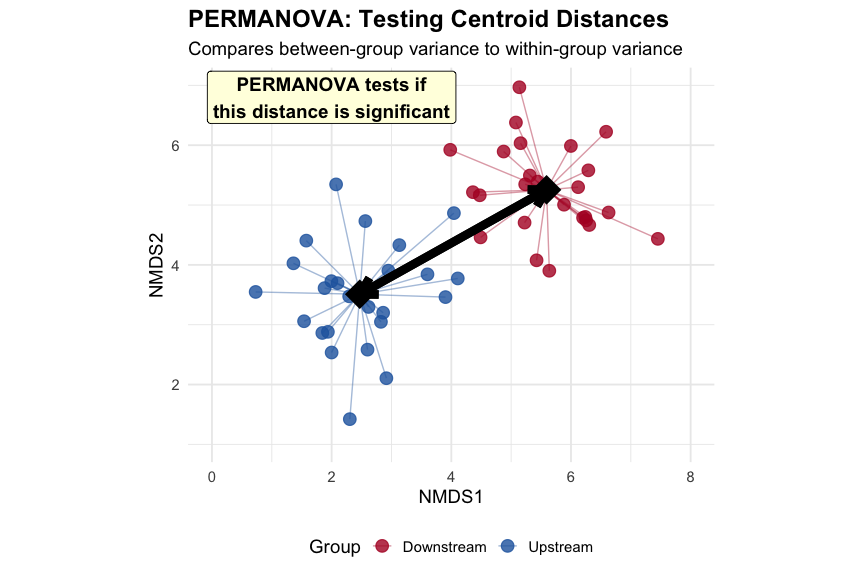 PERMANOVA: Testing Centroid Distances
Compares between-group variance to within-group variance
PERMANOVA tests if
this distance is significant
6
4
2
NMDS2
0 2 4 6 8
NMDS1
Group Downstream Upstream